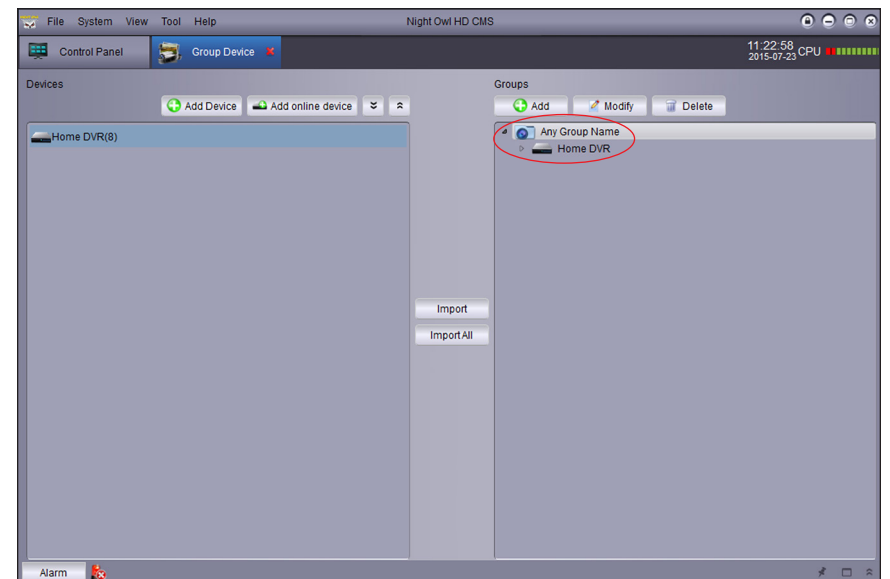 File System View Tool Help Night Owl HD CMS
Control Panel Group Device 11:22:58 CPU
2015-07-23
Devices Groups
Add Device Add online device Add Modify Delete
Home DVR(8) Any Group Name
Home DVR
Import
Import All
Alarm